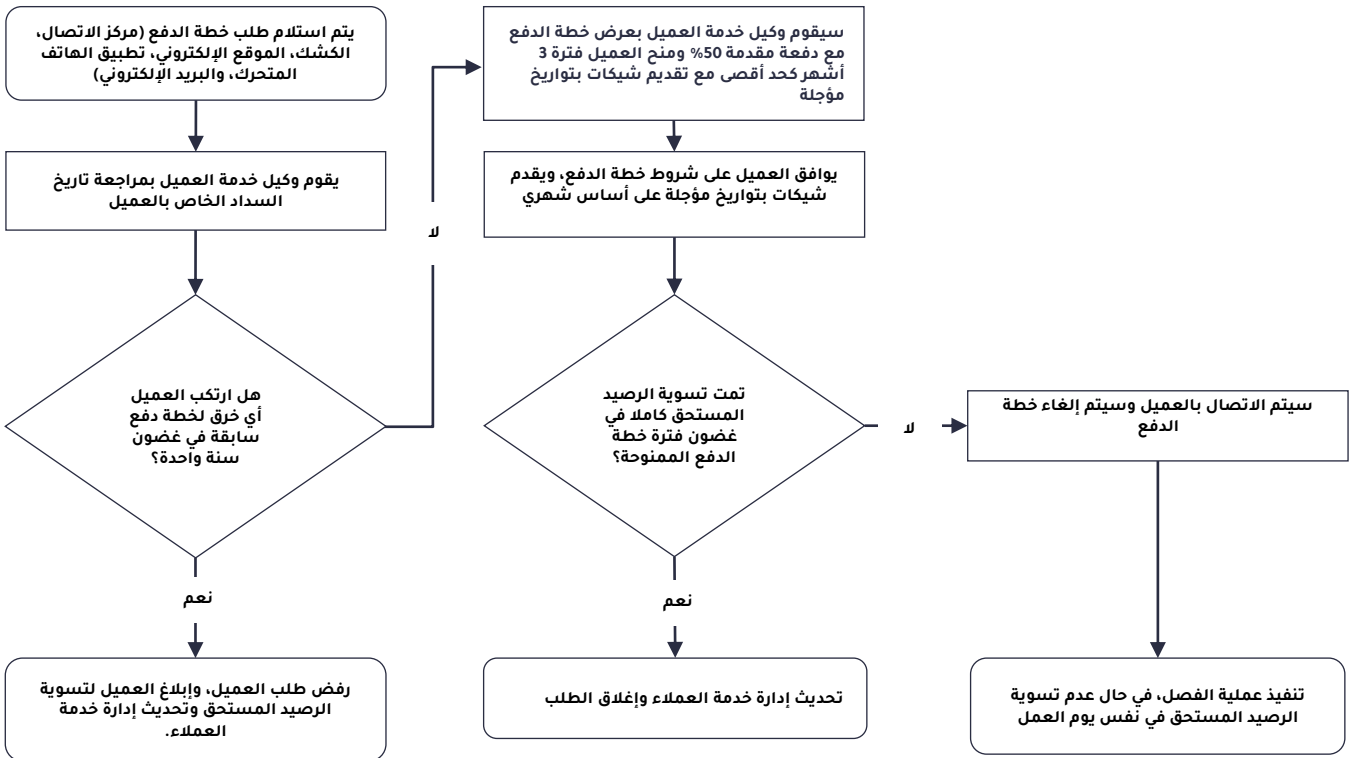 يتم استلام طلب خطة الدفع (مركز الاتصال،
الكشك، الموقع الإلكتروني، تطبيق الهاتف
المتحرك، والبريد الإلكتروني)
يقوم وكيل خدمة العميل بمراجعة تاريخ
السداد الخاص بالعميل
هل ارتكب العميل
أي خرق لخطة دفع
سابقة في غضون
سنة واحدة؟
نعم
رفض طلب العميل، وإبلاغ العميل لتسوية
الرصيد المستحق وتحديث إدارة خدمة
العملاء.
لا
سيقوم وكيل خدمة العميل بعرض خطة الدفع
مع دفعة مقدمة 50% ومنح العميل فترة 3
أشهر كحد أقصى مع تقديم شيكات بتواريخ
مؤجلة
يوافق العميل على شروط خطة الدفع، ويقدم
شيكات بتواريخ مؤجلة على أساس شهري
تمت تسوية الرصيد
المستحق كاملا في
غضون فترة خطة
الدفع الممنوحة؟
نعم
تحديث إدارة خدمة العملاء وإغلاق الطلب
لا
سيتم الاتصال بالعميل وسيتم إلغاء خطة
الدفع
تنفيذ عملية الفصل، في حال عدم تسوية
الرصيد المستحق في نفس يوم العمل